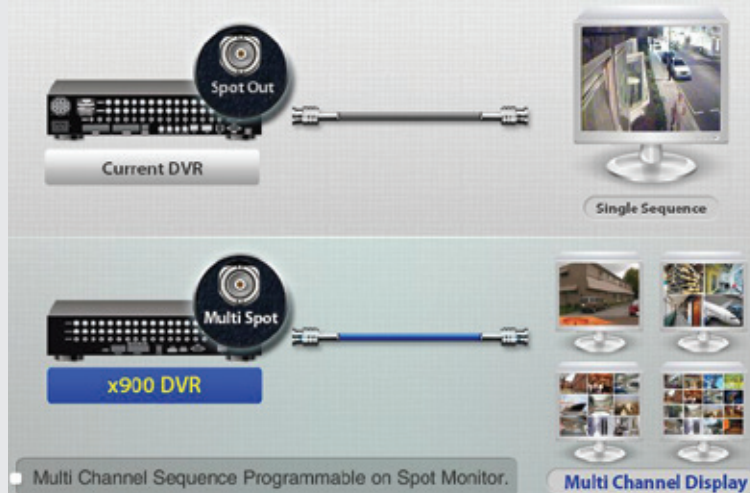 Spot Out
Current DVR
Single Sequence
Multi Spot
x900 DVR
Multi Channel Sequence Programmable on Spot Monitor.
Multi Channel Display